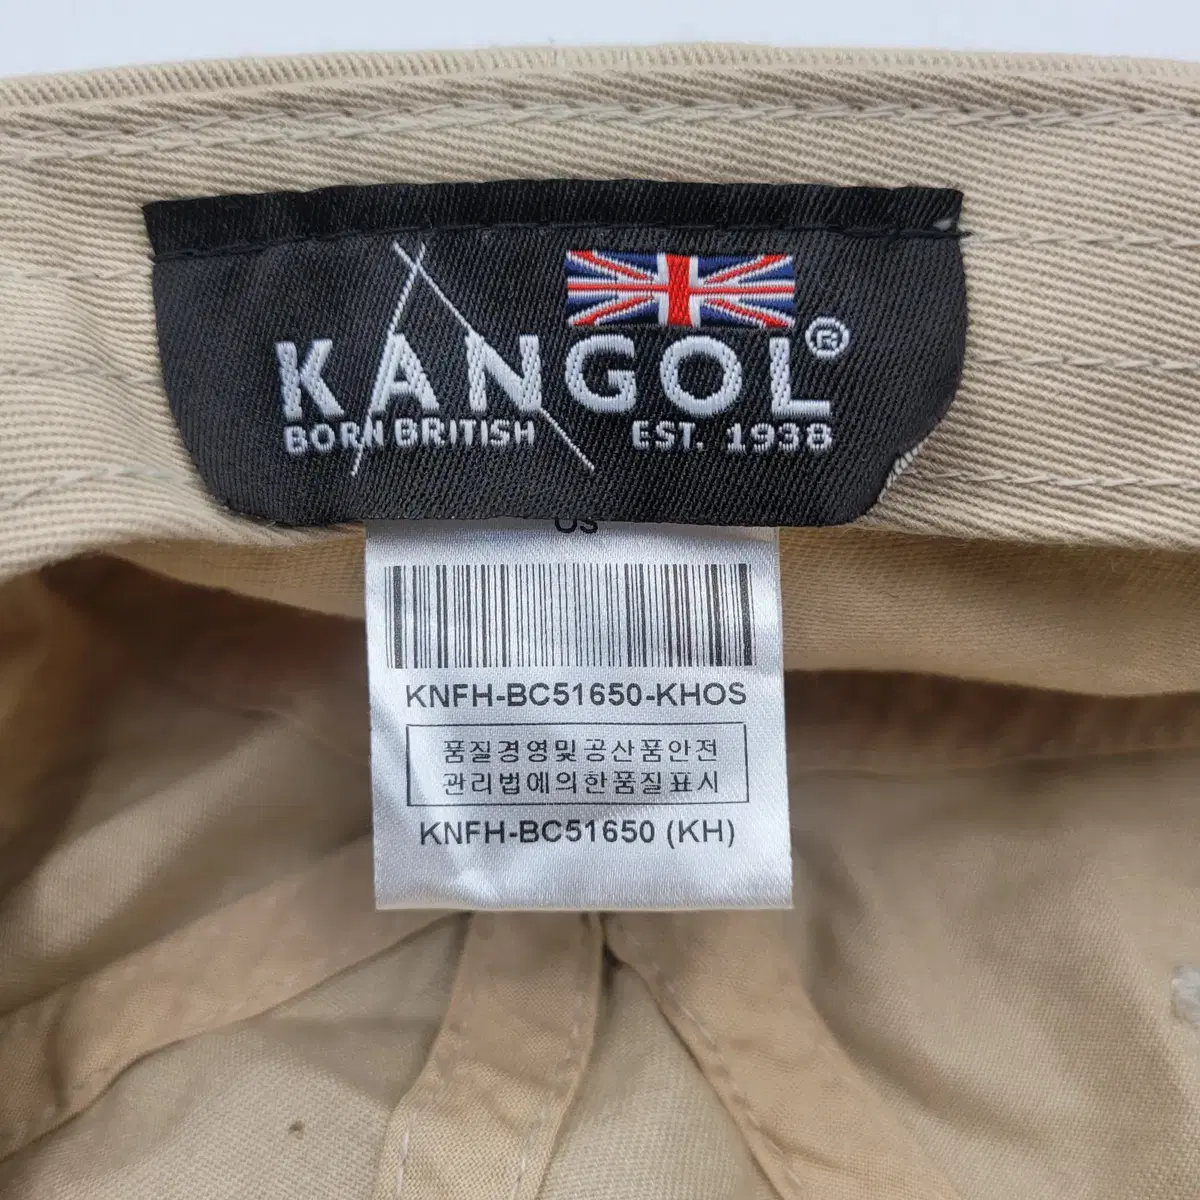 KANGOL®
BORN BRITISH EST. 1938
OS
KNFH-BC51650-KHOS
품질경영및공산품안전
관리법에의한품질표시
KNFH-BC51650 (KH)